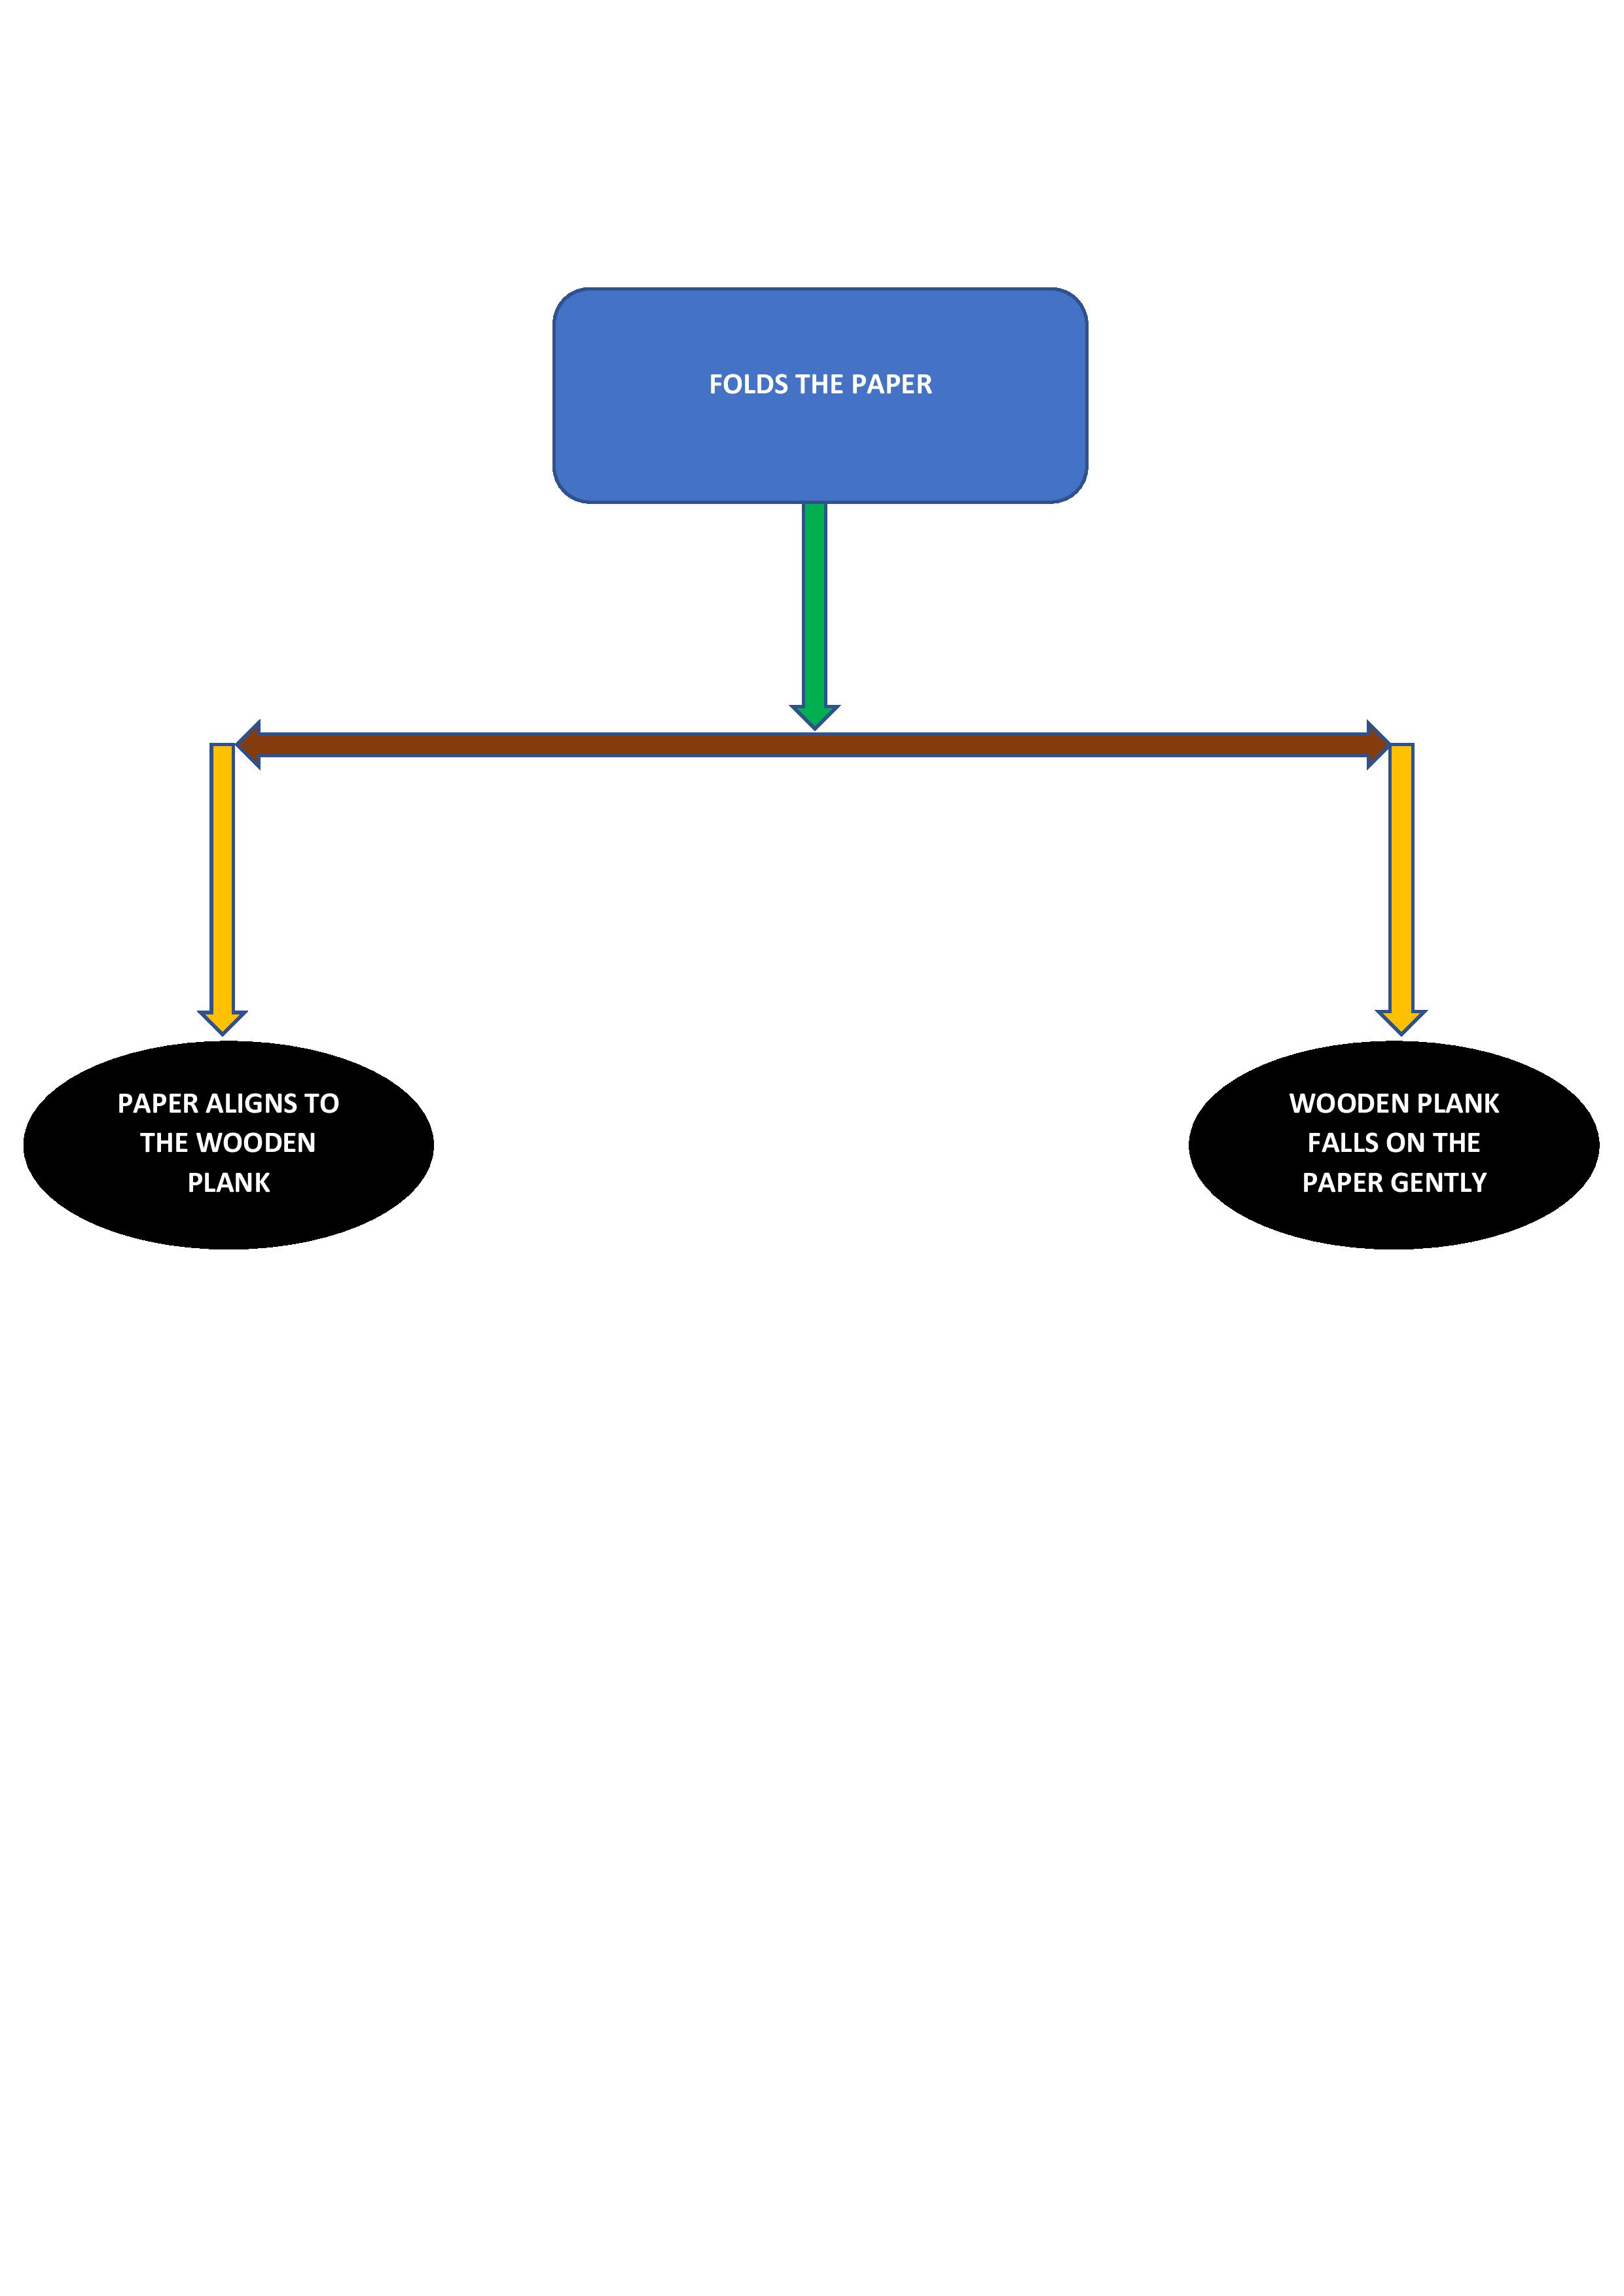 FOLDS THE PAPER
PAPER ALIGNS TO
THE WOODEN
PLANK
WOODEN PLANK
FALLS ON THE
PAPER GENTLY